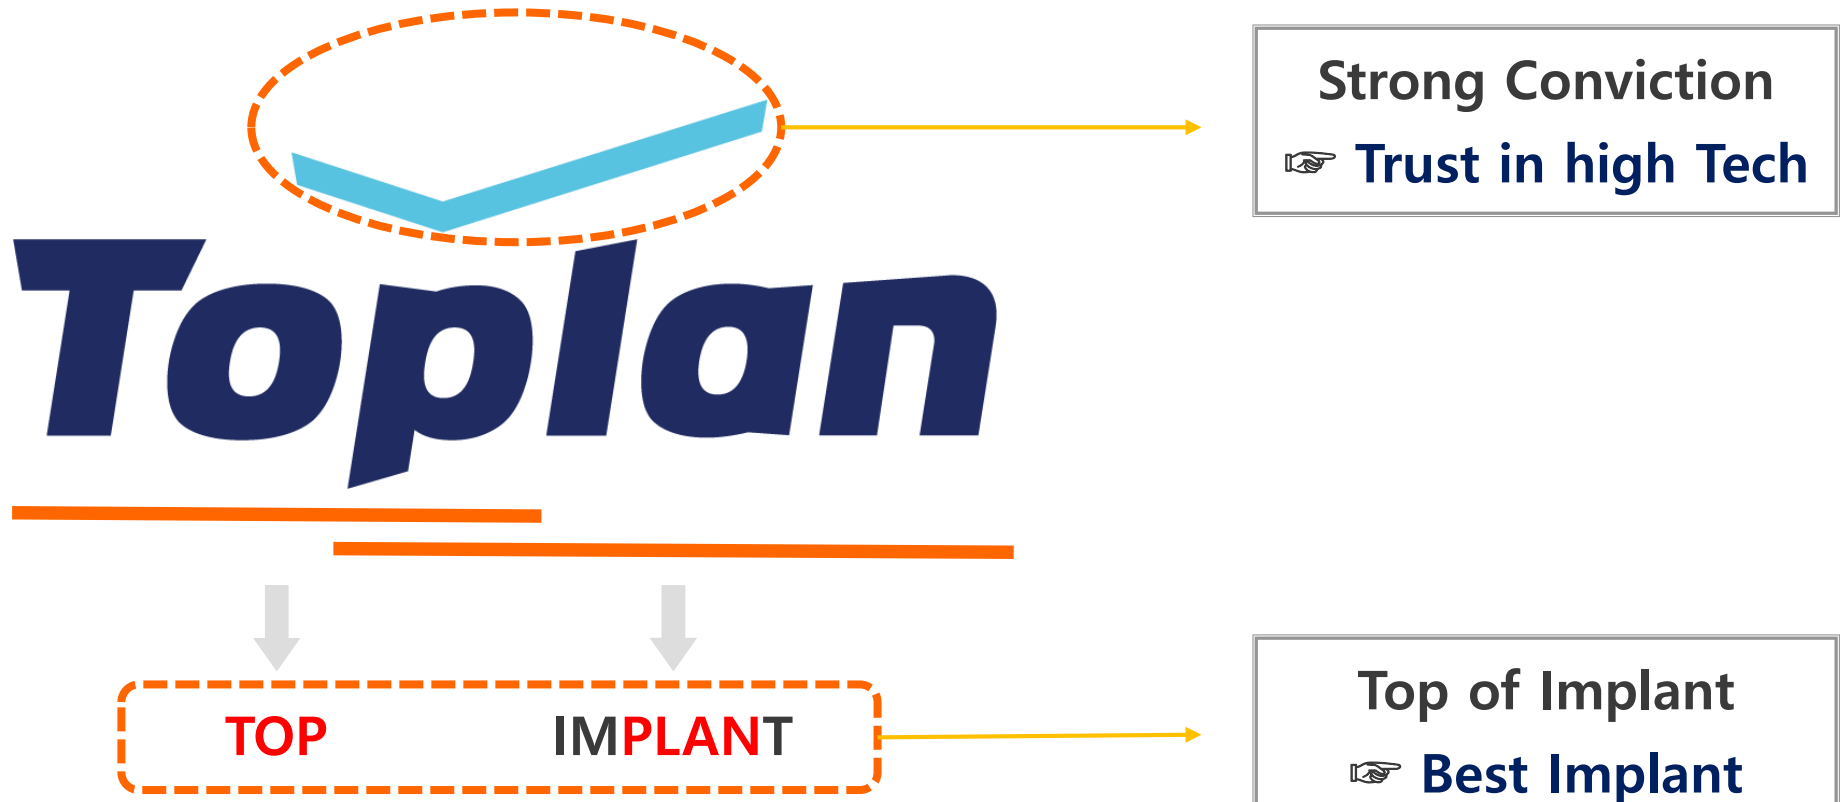 Strong Conviction
☞ Trust in high Tech
Toplan
TOP IMPLANT
Top of Implant
☞ Best Implant